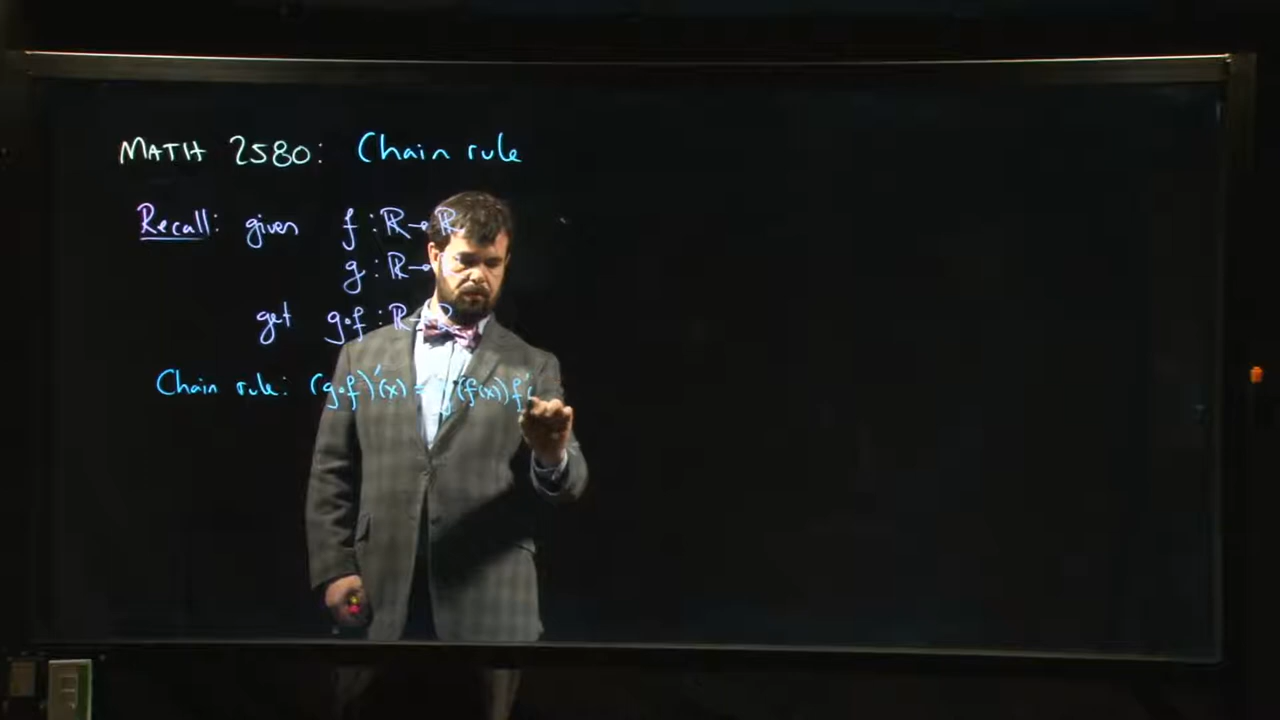 MATH 2580: Chain rule
Recall: given f : ℝ→ℝ
g : ℝ→
get g∘f : ℝ→ℝ
Chain rule: (g∘f)'(x) = g'(f(x)) f'(